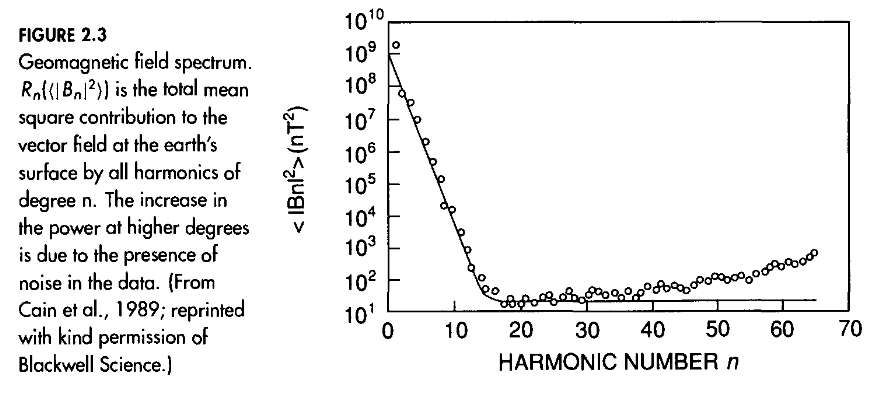 FIGURE 2.3
Geomagnetic field spectrum.
Rₙ(⟨|Bₙ|²⟩) is the total mean
square contribution to the
vector field at the earth's
surface by all harmonics of
degree n. The increase in
the power at higher degrees
is due to the presence of
noise in the data. (From
Cain et al., 1989; reprinted
with kind permission of
Blackwell Science.)
< |Bn|² > (nT²)
10¹⁰
10⁹
10⁸
10⁷
10⁶
10⁵
10⁴
10³
10²
10¹
0 10 20 30 40 50 60 70
HARMONIC NUMBER n